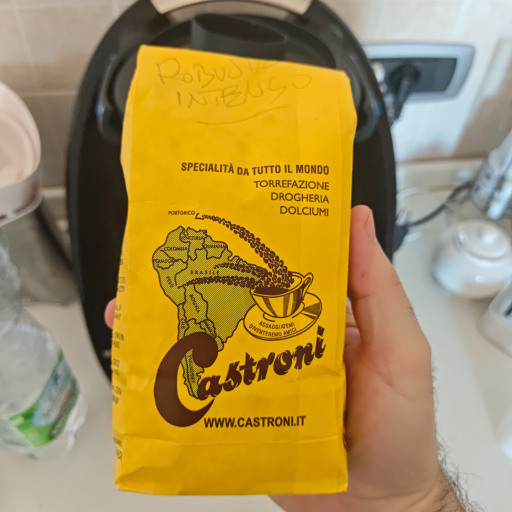 ROBUSTA
INTENSO
SPECIALITÀ DA TUTTO IL MONDO
TORREFAZIONE
DROGHERIA
DOLCIUMI
PORTORICO
COLOMBIA
BRASILE
ASSAGGIATEMI
DIVENTEREMO AMICI
Castroni
WWW.CASTRONI.IT